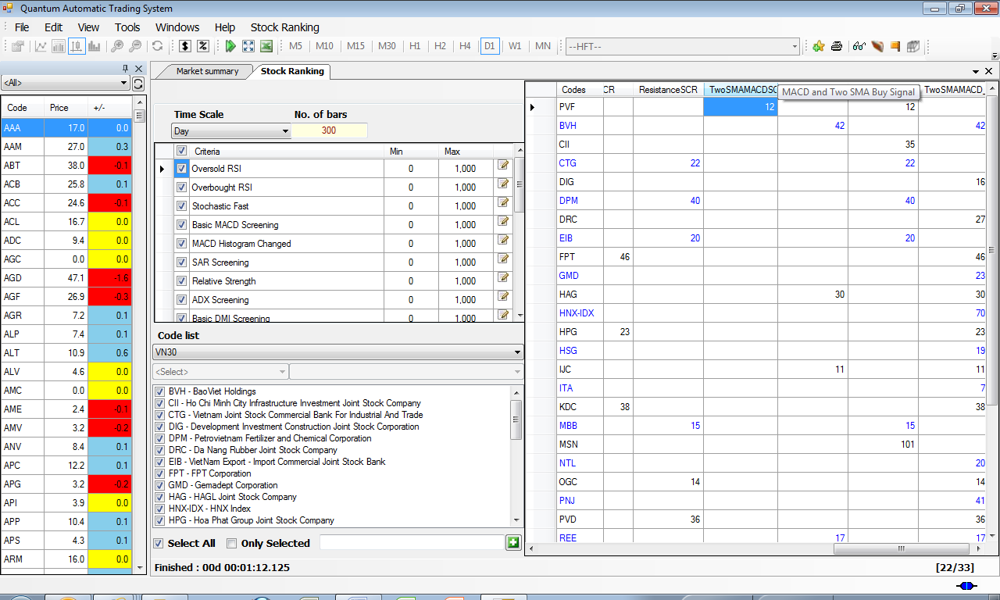 Quantum Automatic Trading System
File Edit View Tools Windows Help Stock Ranking
$ % M5 M10 M15 M30 H1 H2 H4 D1 W1 MN --HFT--
<All>
Code Price +/-
AAA 17.0 0.0
AAM 27.0 0.3
ABT 38.0 -0.1
ACB 25.8 0.1
ACC 24.6 -0.1
ACL 16.7 0.0
ADC 9.4 0.0
AGC 0.0 0.0
AGD 47.1 -1.6
AGF 26.9 -0.3
AGR 7.2 0.1
ALP 7.4 0.1
ALT 10.9 0.6
ALV 4.6 0.0
AMC 0.0 0.0
AME 2.4 -0.1
AMV 3.2 -0.2
ANV 8.4 0.1
APC 12.2 0.1
APG 3.2 -0.2
API 3.9 0.0
APP 10.4 0.1
APS 4.3 0.1
ARM 16.0 0.0
Market summary Stock Ranking
Time Scale No. of bars
Day 300
Criteria Min Max
Oversold RSI 0 1,000
Overbought RSI 0 1,000
Stochastic Fast 0 1,000
Basic MACD Screening 0 1,000
MACD Histogram Changed 0 1,000
SAR Screening 0 1,000
Relative Strength 0 1,000
ADX Screening 0 1,000
Basic DMI Screening 0 1,000
Code list
VN30
<Select>
BVH - BaoViet Holdings
CII - Ho Chi Minh City Infrastructure Investment Joint Stock Company
CTG - Vietnam Joint Stock Commercial Bank For Industrial And Trade
DIG - Development Investment Construction Joint Stock Corporation
DPM - Petrovietnam Fertilizer and Chemical Corporation
DRC - Da Nang Rubber Joint Stock Company
EIB - VietNam Export - Import Commercial Joint Stock Bank
FPT - FPT Corporation
GMD - Gemadept Corporation
HAG - HAGL Joint Stock Company
HNX-IDX - HNX Index
HPG - Hoa Phat Group Joint Stock Company
Select All Only Selected
Finished : 00d 00:01:12.125
Codes CR ResistanceSCR TwoSMAMACDSC MACD and Two SMA Buy Signal TwoSMAMACD_
PVF 12 12
BVH 42 42
CII 35
CTG 22 22
DIG 16
DPM 40 40
DRC 27
EIB 20 20
FPT 46 46
GMD 23
HAG 30 30
HNX-IDX 70
HPG 23 23
HSG 19
IJC 11 11
ITA 7
KDC 38 38
MBB 15 15
MSN 101
NTL 20
OGC 14 14
PNJ 41
PVD 36 36
REE 17 17
[22/33]